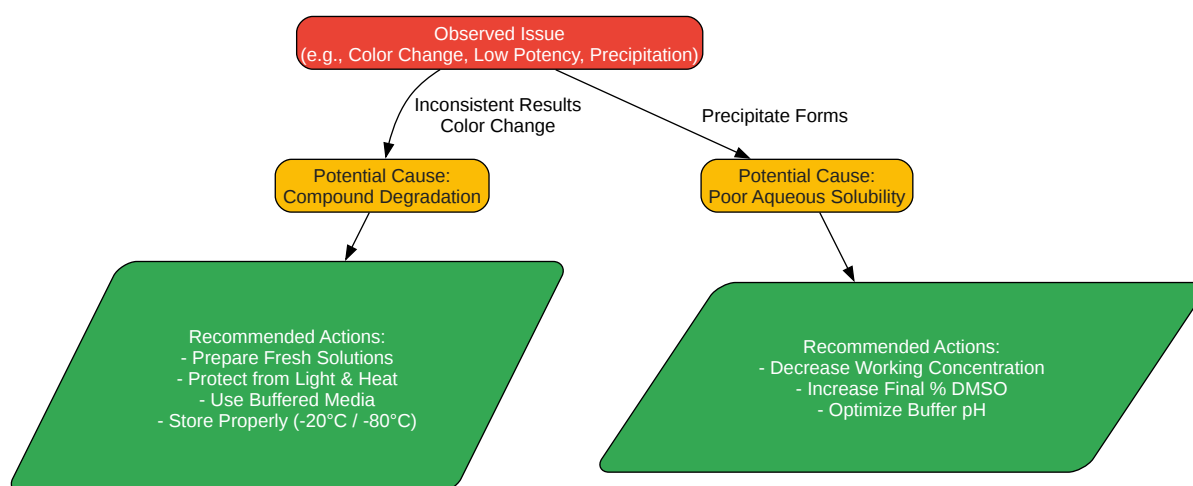 Observed Issue
(e.g., Color Change, Low Potency, Precipitation)
Inconsistent Results
Color Change
Precipitate Forms
Potential Cause:
Compound Degradation
Potential Cause:
Poor Aqueous Solubility
Recommended Actions:
- Prepare Fresh Solutions
- Protect from Light & Heat
- Use Buffered Media
- Store Properly (-20°C / -80°C)
Recommended Actions:
- Decrease Working Concentration
- Increase Final % DMSO
- Optimize Buffer pH